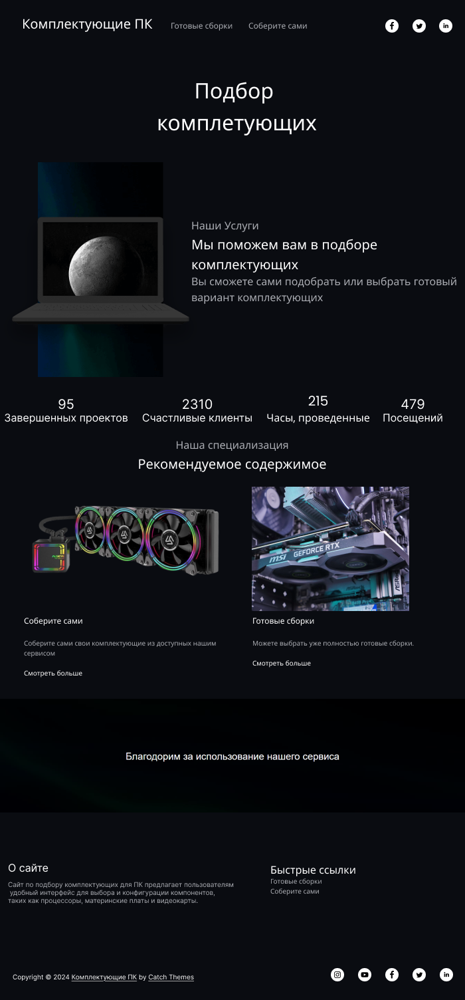 Комплектующие ПК
Готовые сборки
Соберите сами
Подбор
комплетующих
Наши Услуги
Мы поможем вам в подборе
комплектующих
Вы сможете сами подобрать или выбрать готовый
вариант комплектующих
95
Завершенных проектов
2310
Счастливые клиенты
215
Часы, проведенные
479
Посещений
Наша специализация
Рекомендуемое содержимое
ALSEYE
msi GEFORCE RTX
ASRo
Соберите сами
Соберите сами свои комплектующие из доступных нашим
сервисом
Смотреть больше
Готовые сборки
Можете выбрать уже полностью готовые сборки.
Смотреть больше
Благодорим за использование нашего сервиса
О сайте
Сайт по подбору комплектующих для ПК предлагает пользователям
удобный интерфейс для выбора и конфигурации компонентов,
таких как процессоры, материнские платы и видеокарты.
Быстрые ссылки
Готовые сборки
Соберите сами
Copyright © 2024 Комплектующие ПК by Catch Themes